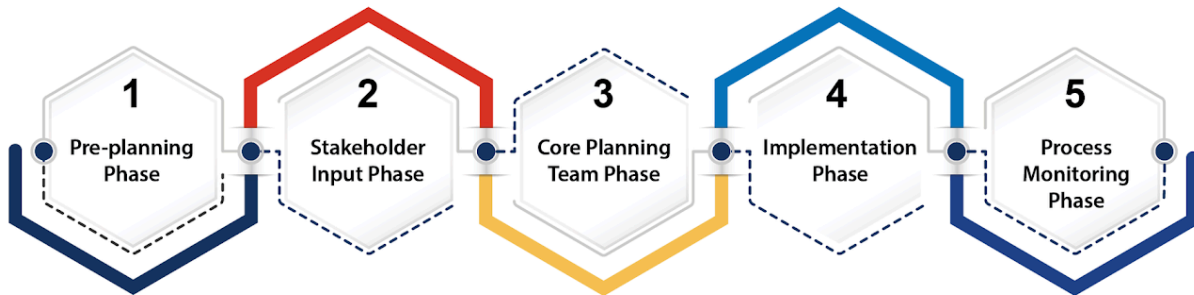 1
Pre-planning
Phase
2
Stakeholder
Input Phase
3
Core Planning
Team Phase
4
Implementation
Phase
5
Process
Monitoring
Phase